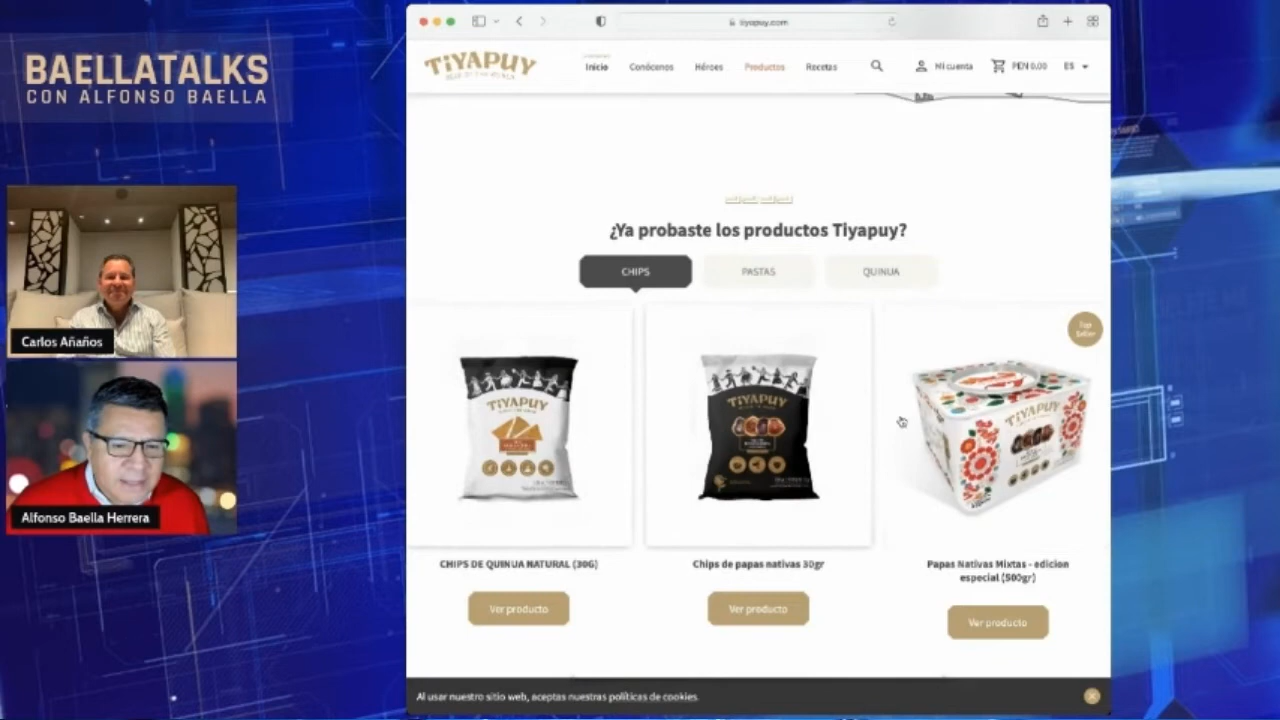 BAELLATALKS
CON ALFONSO BAELLA
Carlos Añaños
Alfonso Baella Herrera
tiyapuy.com
TiYAPUY
Inicio
Conócenos
Héroes
Productos
Recetas
Mi cuenta
PEN 0.00
ES
¿Ya probaste los productos Tiyapuy?
CHIPS
PASTAS
QUINUA
Top
Seller
TiYAPUY
TiYAPUY
TiYAPUY
CHIPS DE QUINUA NATURAL (30G)
Chips de papas nativas 30gr
Papas Nativas Mixtas - edicion
especial (500gr)
Ver producto
Ver producto
Ver producto
Al usar nuestro sitio web, aceptas nuestras políticas de cookies.